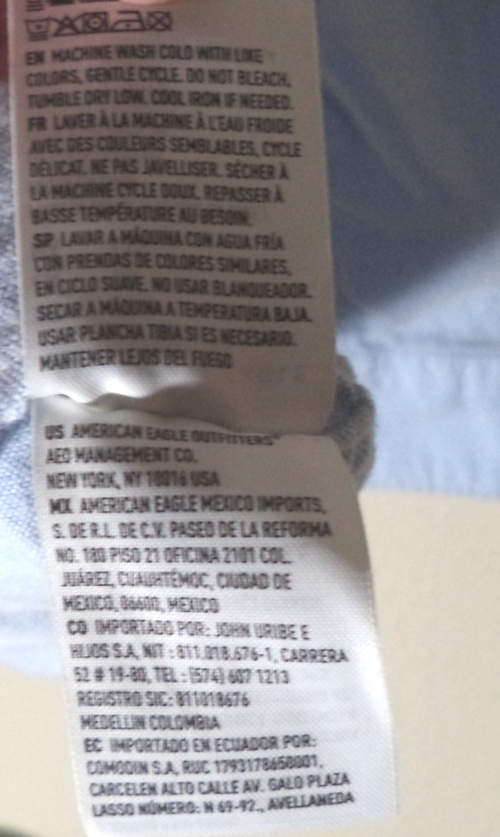 EN MACHINE WASH COLD WITH LIKE
COLORS, GENTLE CYCLE. DO NOT BLEACH.
TUMBLE DRY LOW. COOL IRON IF NEEDED.
FR LAVER À LA MACHINE À L'EAU FROIDE
AVEC DES COULEURS SEMBLABLES, CYCLE
DÉLICAT. NE PAS JAVELLISER. SÉCHER À
LA MACHINE CYCLE DOUX. REPASSER À
BASSE TEMPÉRATURE AU BESOIN.
SP LAVAR A MÁQUINA CON AGUA FRÍA
CON PRENDAS DE COLORES SIMILARES,
EN CICLO SUAVE. NO USAR BLANQUEADOR.
SECAR A MÁQUINA A TEMPERATURA BAJA.
USAR PLANCHA TIBIA SI ES NECESARIO.
MANTENER LEJOS DEL FUEGO
US AMERICAN EAGLE OUTFITTERS
AEO MANAGEMENT CO.
NEW YORK, NY 10016 USA
MX AMERICAN EAGLE MEXICO IMPORTS,
S. DE R.L. DE C.V. PASEO DE LA REFORMA
NO. 180 PISO 21 OFICINA 2101 COL.
JUÁREZ, CUAUHTÉMOC, CIUDAD DE
MEXICO, 06600, MEXICO
CO IMPORTADO POR: JOHN URIBE E
HIJOS S.A, NIT : 811.018.676-1, CARRERA
52 # 19-80, TEL : (574) 607 1213
REGISTRO SIC: 811018676
MEDELLIN COLOMBIA
EC IMPORTADO EN ECUADOR POR:
COMODIN S.A, RUC 1793178650001,
CARCELEN ALTO CALLE AV. GALO PLAZA
LASSO NÚMERO: N 69-92., AVELLANEDA